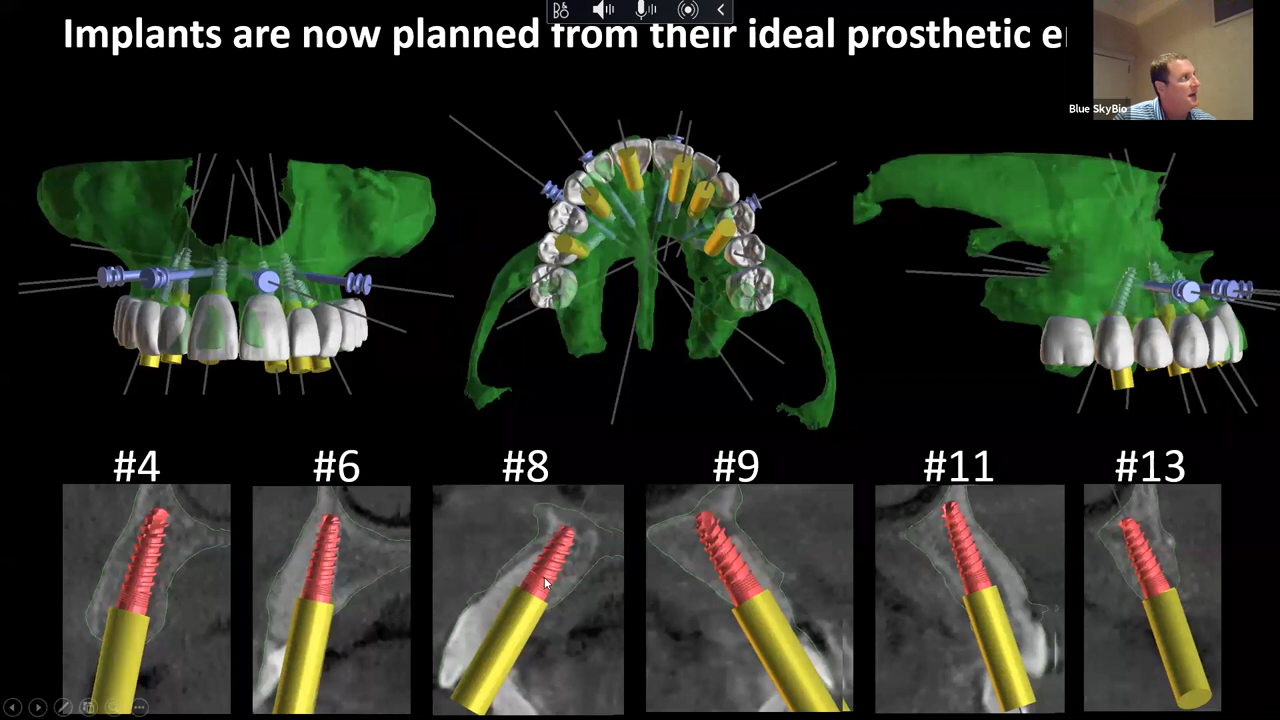 Implants are now planned from their ideal prosthetic
Blue SkyBio
#4 #6 #8 #9 #11 #13